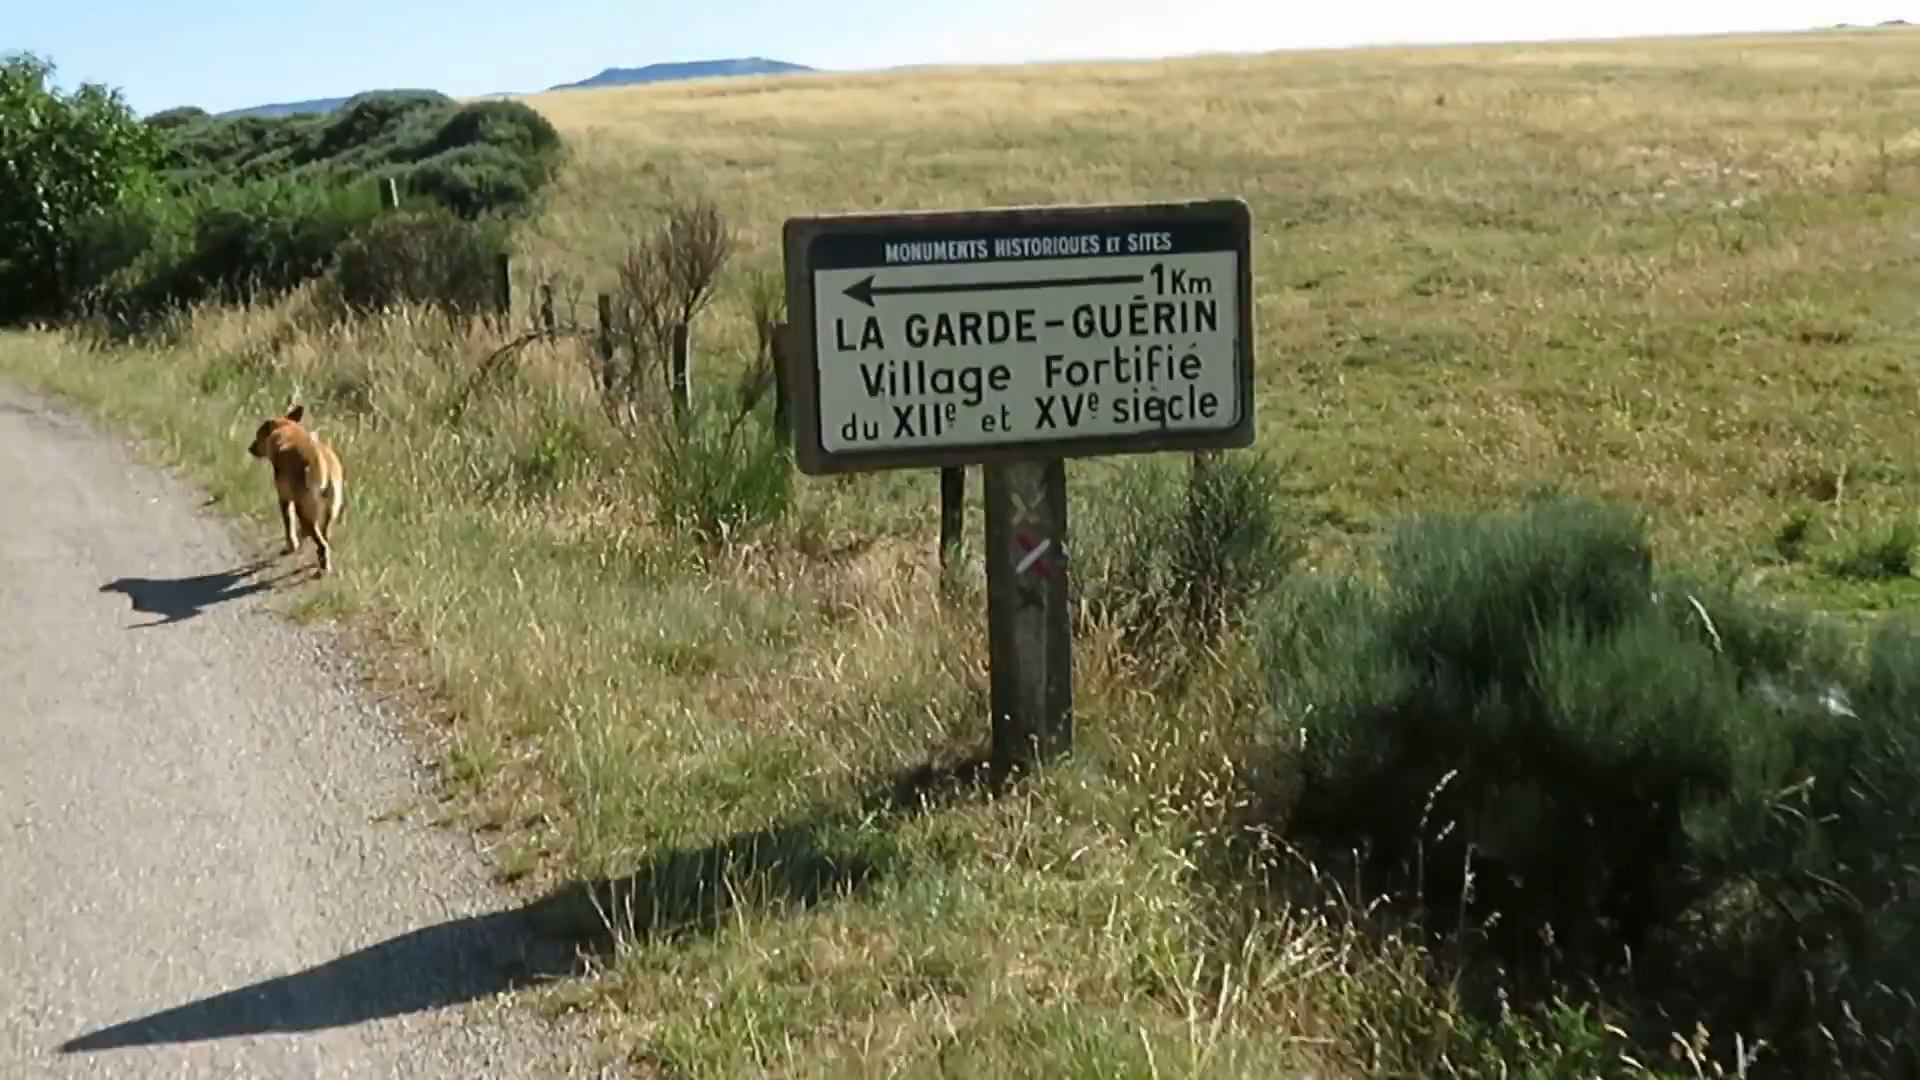 MONUMENTS HISTORIQUES ET SITES
1Km
LA GARDE-GUÉRIN
Village Fortifié
du XIIe et XVe siècle